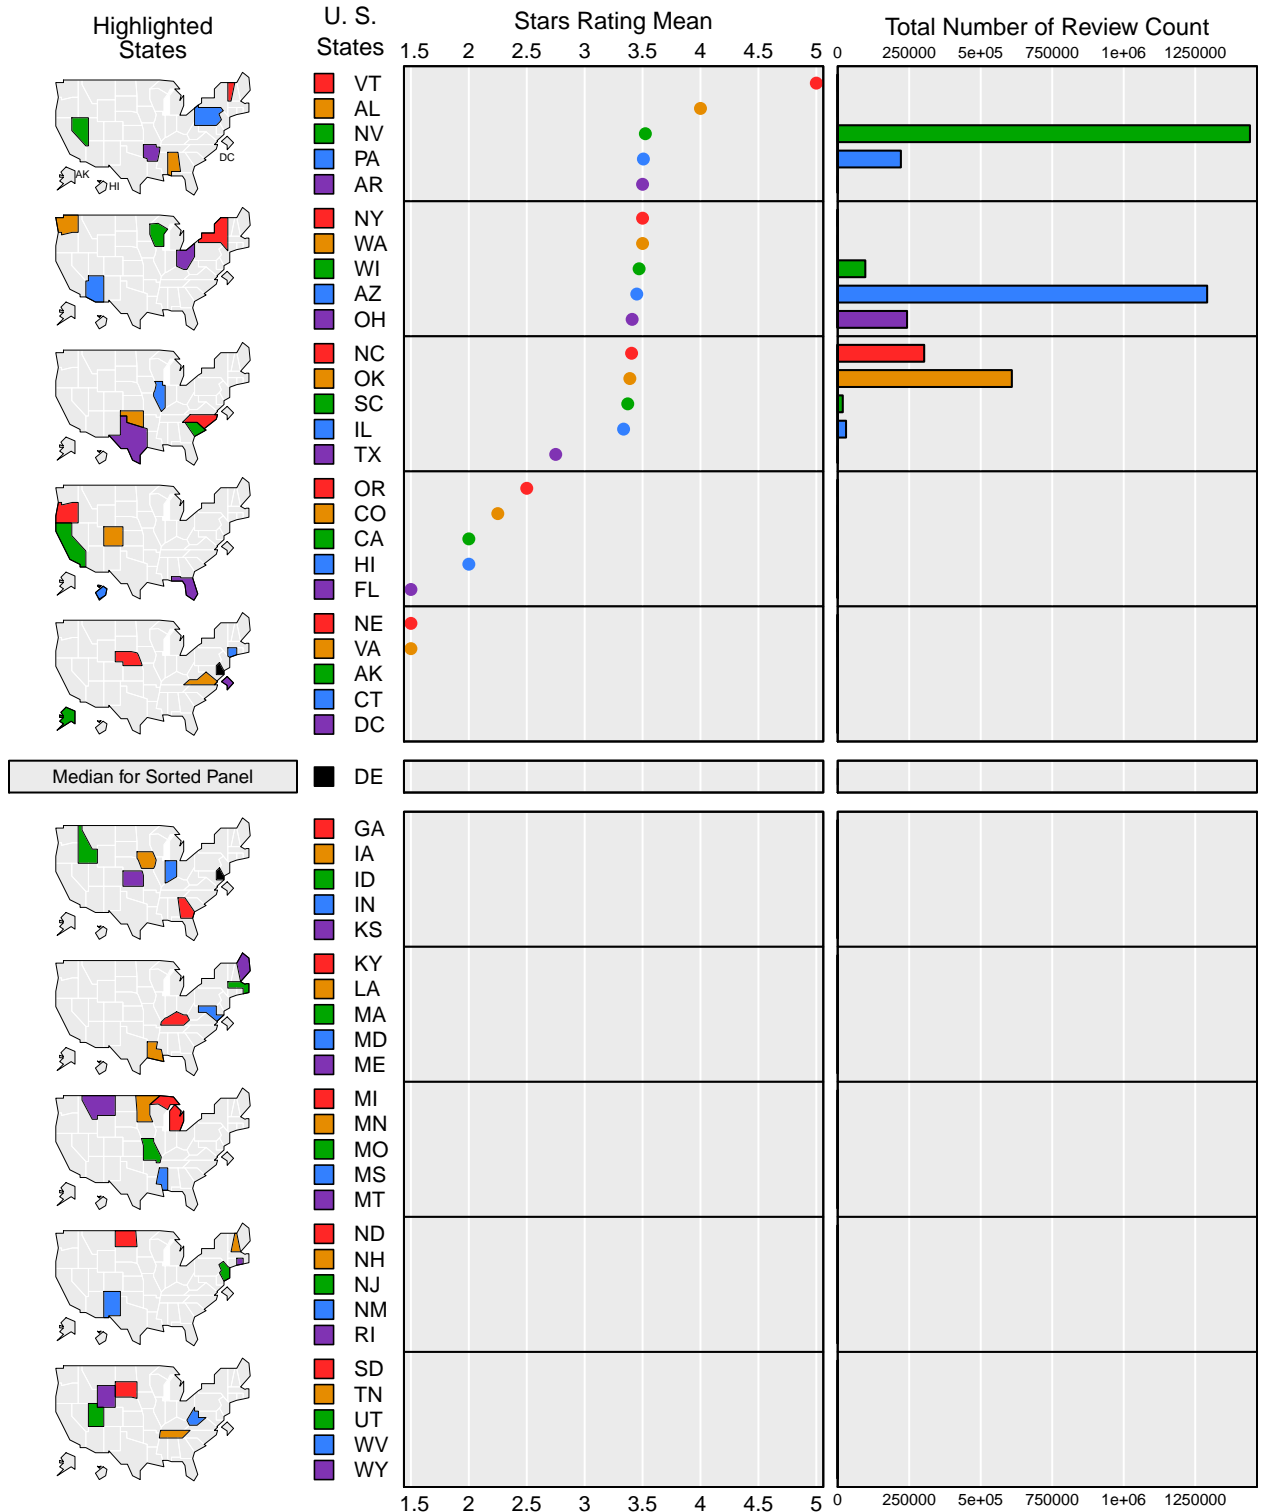 Highlighted
States
U. S.
States
Stars Rating Mean
1.5 2 2.5 3 3.5 4 4.5 5
Total Number of Review Count
0 250000 5e+05 750000 1e+06 1250000
DC
AK
HI
VT
AL
NV
PA
AR
NY
WA
WI
AZ
OH
NC
OK
SC
IL
TX
OR
CO
CA
HI
FL
NE
VA
AK
CT
DC
Median for Sorted Panel
DE
GA
IA
ID
IN
KS
KY
LA
MA
MD
ME
MI
MN
MO
MS
MT
ND
NH
NJ
NM
RI
SD
TN
UT
WV
WY
1.5 2 2.5 3 3.5 4 4.5 5
0 250000 5e+05 750000 1e+06 1250000